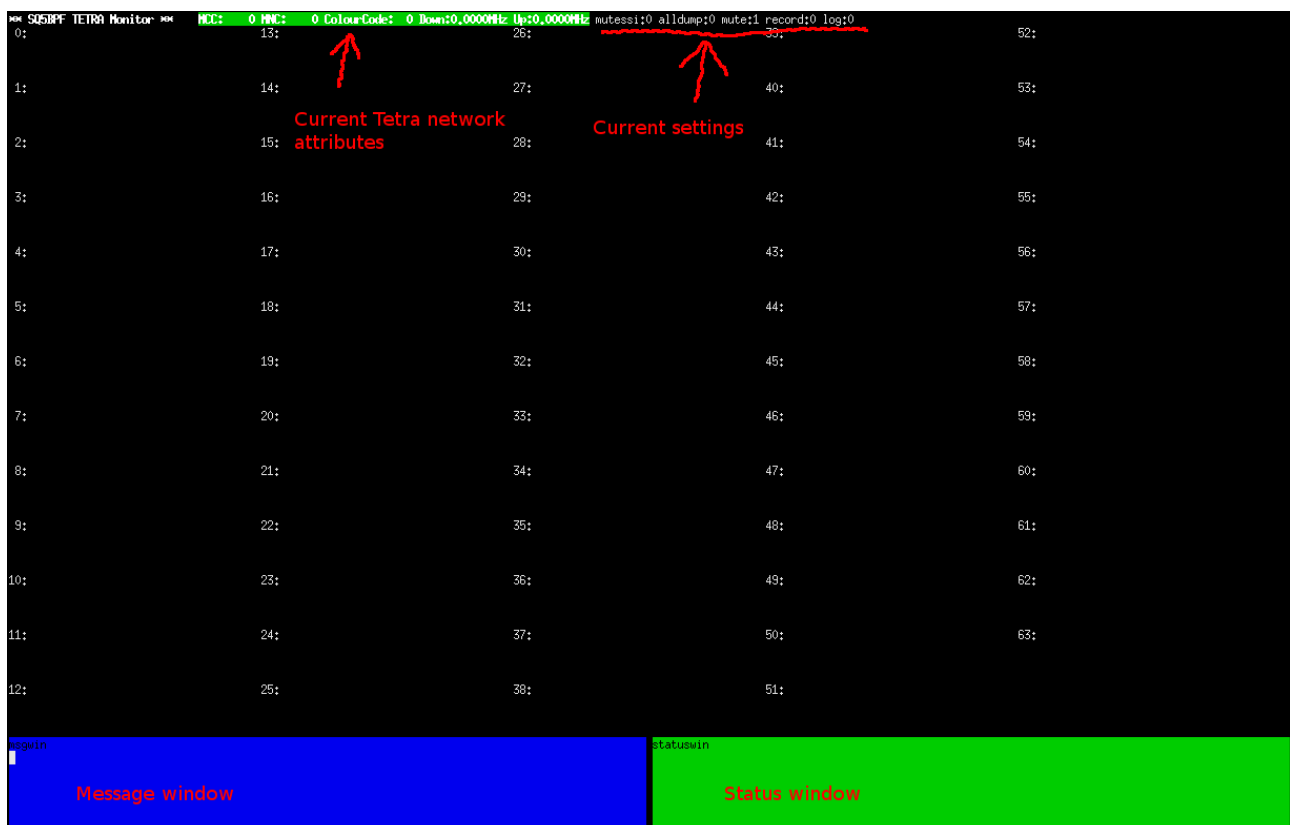 ** SQ5BPF TETRA Monitor ** MCC: 0 MNC: 0 ColourCode: 0 Down:0.0000MHz Up:0.0000MHz mutessi:0 alldump:0 mute:1 record:0 log:0
0: 13: 26: 39: 52:
1: 14: 27: 40: 53:
Current Tetra network
attributes
Current settings
2: 15: 28: 41: 54:
3: 16: 29: 42: 55:
4: 17: 30: 43: 56:
5: 18: 31: 44: 57:
6: 19: 32: 45: 58:
7: 20: 33: 46: 59:
8: 21: 34: 47: 60:
9: 22: 35: 48: 61:
10: 23: 36: 49: 62:
11: 24: 37: 50: 63:
12: 25: 38: 51:
msgwin statuswin
Message window Status window